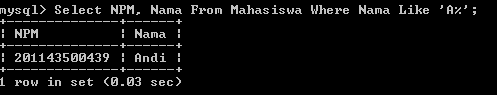 mysql> Select NPM, Nama From Mahasiswa Where Nama Like 'A%';
+--------------+------+
| NPM          | Nama |
+--------------+------+
| 201143500439 | Andi |
+--------------+------+
1 row in set (0.03 sec)